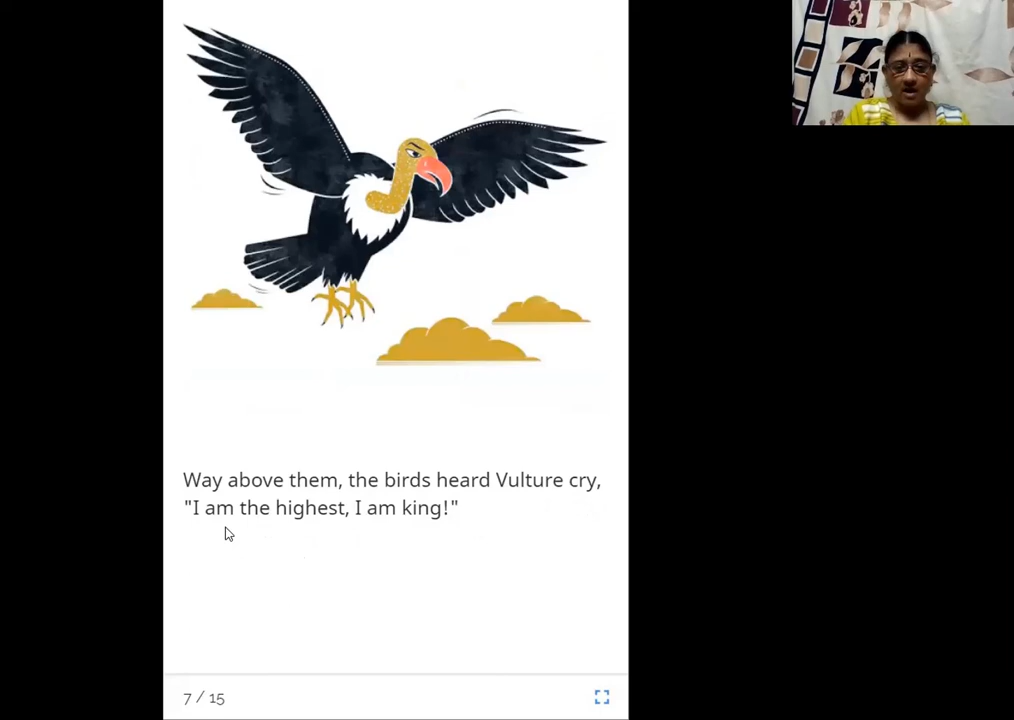 Way above them, the birds heard Vulture cry,
"I am the highest, I am king!"
7 / 15